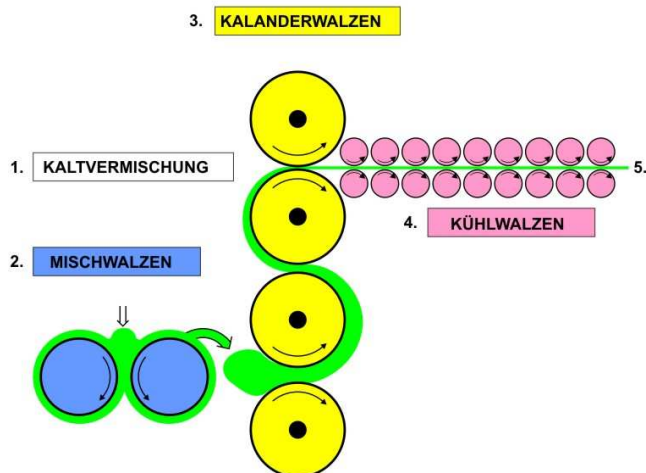 3. KALANDERWALZEN
1. KALTVERMISCHUNG
5.
4. KÜHLWALZEN
2. MISCHWALZEN